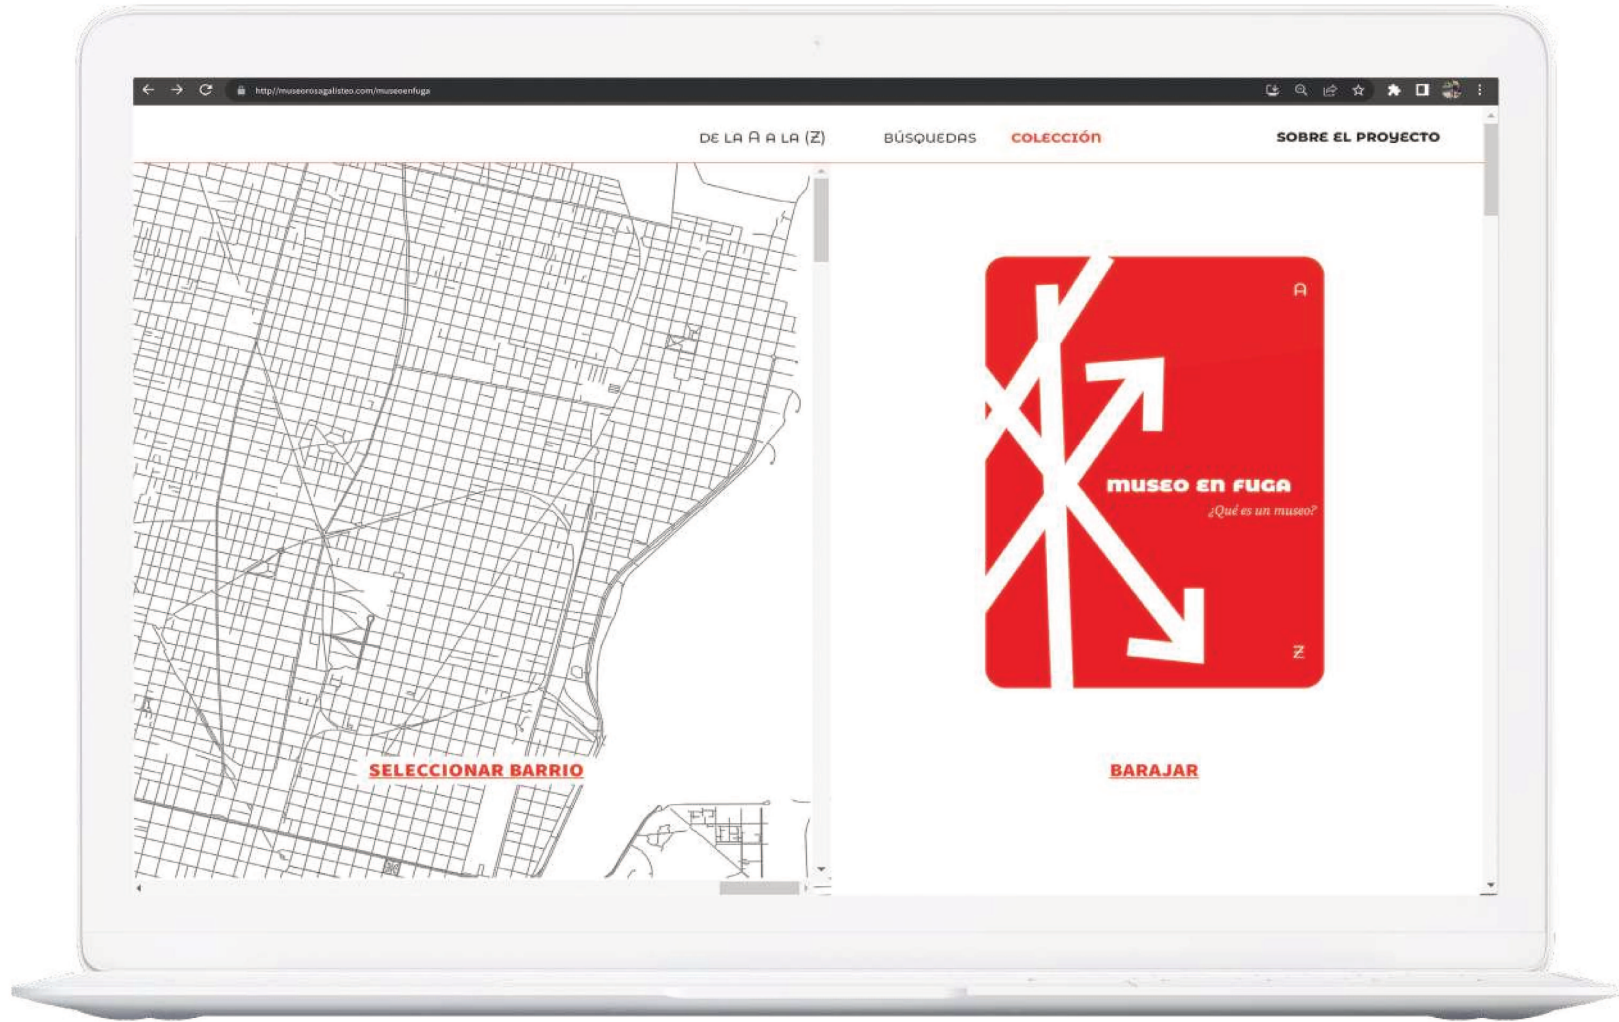 http//museorosagalisteo.com/museoenfuga
DE LA A A LA (Z)
BÚSQUEDAS
COLECCIÓN
SOBRE EL PROYECTO
A
MUSEO EN FUGA
¿Qué es un museo?
Z
SELECCIONAR BARRIO
BARAJAR